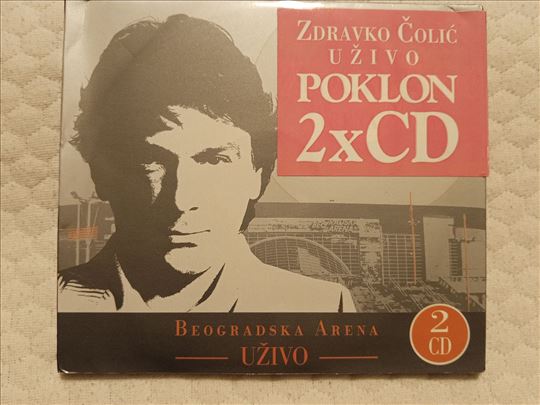 Zdravko Čolić
uživo
POKLON
2xCD
Beogradska Arena
UŽIVO
2
CD